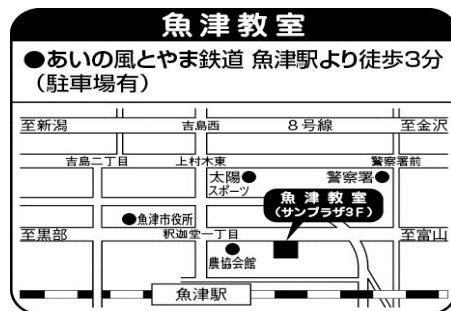 魚津教室
●あいの風とやま鉄道 魚津駅より徒歩3分
(駐車場有)
至新潟 吉島西 8号線 至金沢
吉島二丁目 上村木東 警察署前
太陽● 警察署●
スポーツ
魚津教室
(サンプラザ3F)
●魚津市役所
至黒部 釈迦堂一丁目 至富山
農協会館
魚津駅